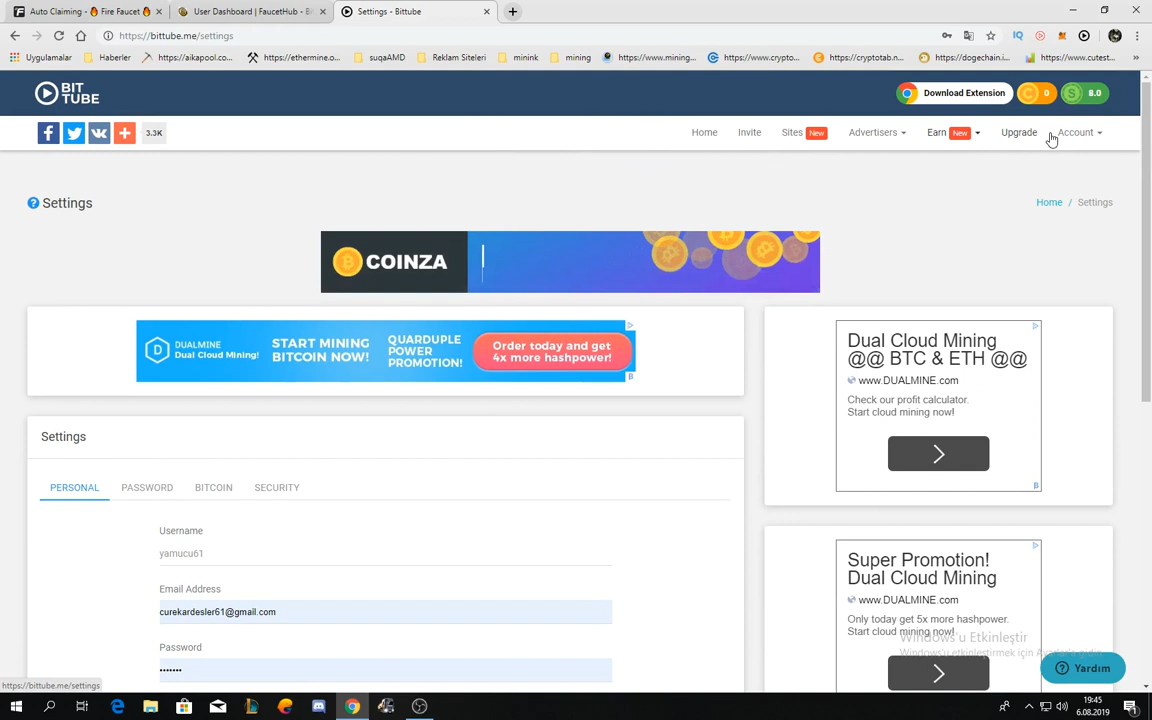 Auto Claiming - 🔥 Fire Faucet 🔥
User Dashboard | FaucetHub - Bi
Settings - Bittube
https://bittube.me/settings
Uygulamalar
Haberler
https://aikapool.co...
https://ethermine.o...
suqaAMD
Reklam Siteleri
minink
mining
https://www.mining...
https://www.crypto...
https://cryptotab.n...
https://dogechain.i...
https://www.cutest...
BIT
TUBE
Download Extension
0
8.0
3.3K
Home
Invite
Sites New
Advertisers
Earn New
Upgrade
Account
Settings
Home / Settings
COINZA
DUALMINE
Dual Cloud Mining!
START MINING
BITCOIN NOW!
QUARDUPLE
POWER
PROMOTION!
Order today and get
4x more hashpower!
Dual Cloud Mining
@@ BTC & ETH @@
www.DUALMINE.com
Check our profit calculator.
Start cloud mining now!
Settings
PERSONAL
PASSWORD
BITCOIN
SECURITY
Username
yamucu61
Email Address
curekardesler61@gmail.com
Password
•••••••
Super Promotion!
Dual Cloud Mining
www.DUALMINE.com
Only today get 5x more hashpower.
Start cloud mining now!
Windows'u Etkinleştir
Windows'u etkinleştirmek için Ayarlar'a gidin.
Yardım
https://bittube.me/settings
19:45
6.08.2019